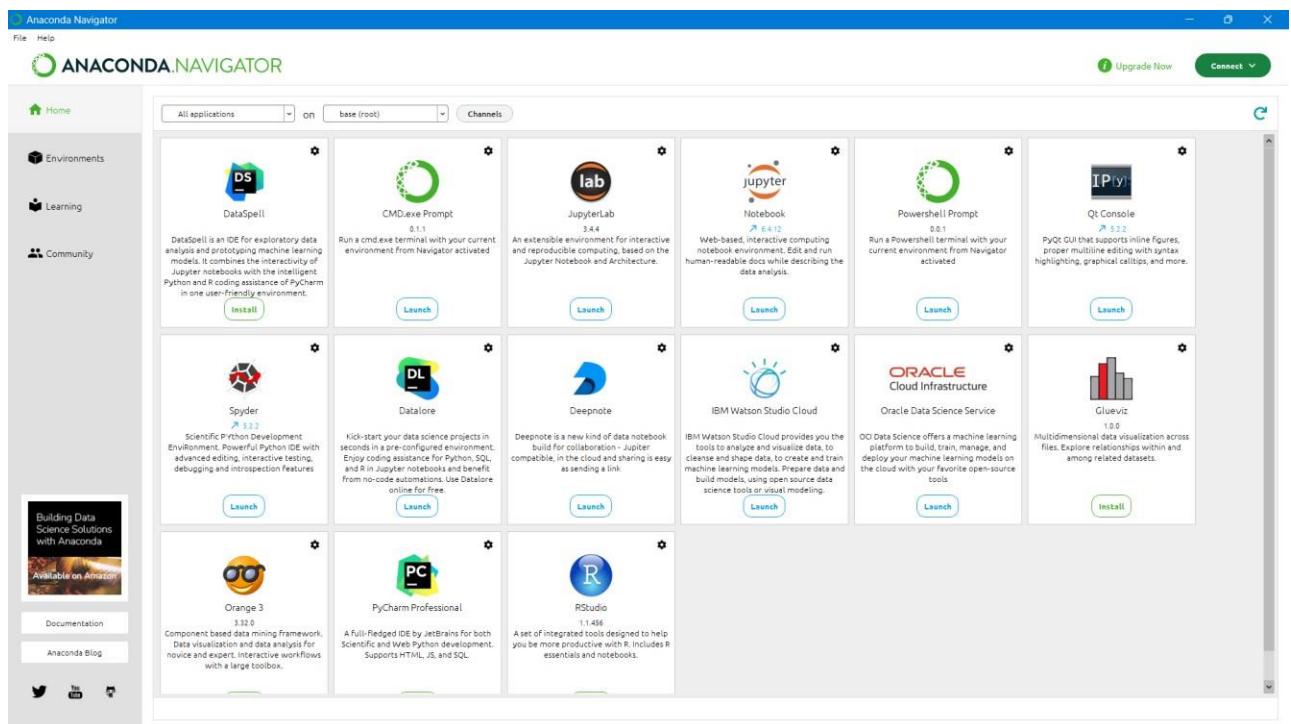 Anaconda Navigator
File Help
ANACONDA.NAVIGATOR
Upgrade Now
Connect
Home
Environments
Learning
Community
All applications on base (root) Channels
DS
DataSpell
DataSpell is an IDE for exploratory data
analysis and prototyping machine learning
models. It combines the interactivity of
Jupyter notebooks with the intelligent
Python and R coding assistance of PyCharm
in one user-friendly environment.
Install
CMD.exe Prompt
0.1.1
Run a cmd.exe terminal with your current
environment from Navigator activated
Launch
lab
JupyterLab
3.4.4
An extensible environment for interactive
and reproducible computing, based on the
Jupyter Notebook and Architecture.
Launch
jupyter
Notebook
6.4.12
Web-based, interactive computing
notebook environment. Edit and run
human-readable docs while describing the
data analysis.
Launch
Powershell Prompt
0.0.1
Run a Powershell terminal with your
current environment from Navigator
activated
Launch
IP[y]:
Qt Console
5.2.2
PyQt GUI that supports inline figures,
proper multiline editing with syntax
highlighting, graphical calltips, and more.
Launch
Spyder
5.2.2
Scientific PYthon Development
EnviRonment. Powerful Python IDE with
advanced editing, interactive testing,
debugging and introspection features
Launch
DL
Datalore
Kick-start your data science projects in
seconds in a pre-configured environment.
Enjoy coding assistance for Python, SQL,
and R in Jupyter notebooks and benefit
from no-code automations. Use Datalore
online for free.
Launch
Deepnote
Deepnote is a new kind of data notebook
build for collaboration - Jupiter
compatible, in the cloud and sharing is easy
as sending a link
Launch
IBM Watson Studio Cloud
IBM Watson Studio Cloud provides you the
tools to analyze and visualize data, to
cleanse and shape data, to create and train
machine learning models. Prepare data and
build models, using open source data
science tools or visual modeling.
Launch
ORACLE
Cloud Infrastructure
Oracle Data Science Service
OCI Data Science offers a machine learning
platform to build, train, manage, and
deploy your machine learning models on
the cloud with your favorite open-source
tools
Launch
Glueviz
1.0.0
Multidimensional data visualization across
files. Explore relationships within and
among related datasets.
Install
Orange 3
3.32.0
Component based data mining framework.
Data visualization and data analysis for
novice and expert. Interactive workflows
with a large toolbox.
PC
PyCharm Professional
A full-fledged IDE by JetBrains for both
Scientific and Web Python development.
Supports HTML, JS, and SQL.
R
RStudio
1.1.456
A set of integrated tools designed to help
you be more productive with R. Includes R
essentials and notebooks.
Building Data
Science Solutions
with Anaconda
Available on Amazon
Documentation
Anaconda Blog
You
Tube